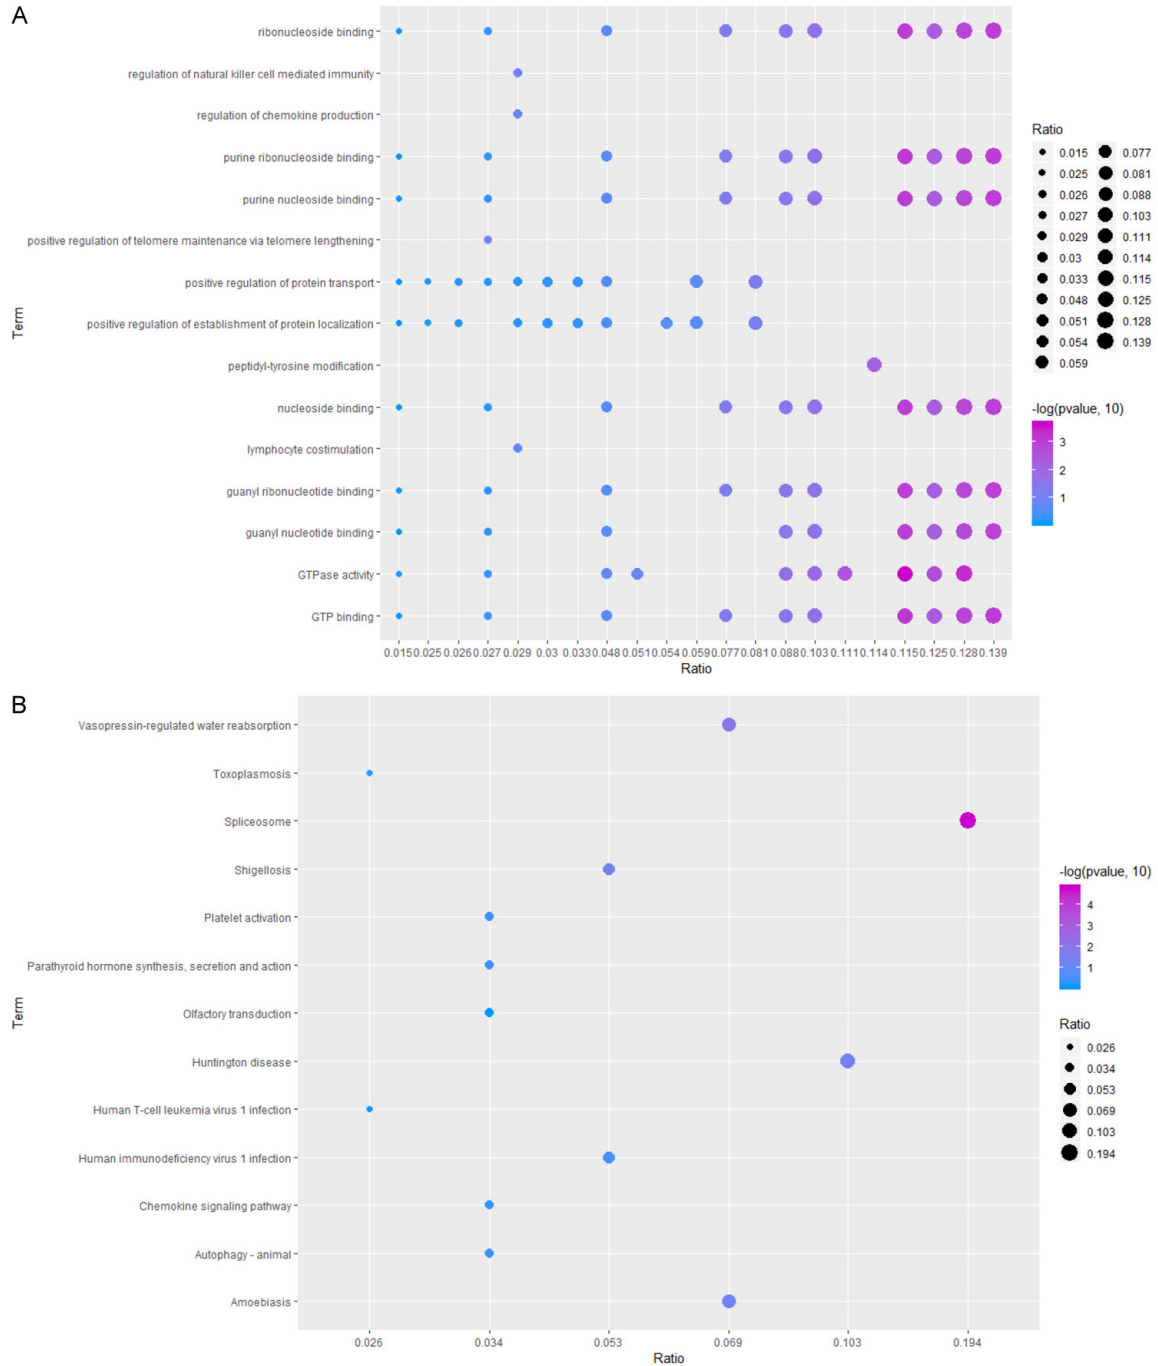 A
ribonucleoside binding
regulation of natural killer cell mediated immunity
regulation of chemokine production
purine ribonucleoside binding
purine nucleoside binding
positive regulation of telomere maintenance via telomere lengthening
positive regulation of protein transport
positive regulation of establishment of protein localization
peptidyl-tyrosine modification
nucleoside binding
lymphocyte costimulation
guanyl ribonucleotide binding
guanyl nucleotide binding
GTPase activity
GTP binding
Term
0.015 0.025 0.026 0.027 0.029 0.03 0.033 0.048 0.051 0.054 0.059 0.077 0.081 0.088 0.103 0.111 0.114 0.115 0.125 0.128 0.139
Ratio
Ratio
0.015 0.077
0.025 0.081
0.026 0.088
0.027 0.103
0.029 0.111
0.03 0.114
0.033 0.115
0.048 0.125
0.051 0.128
0.054 0.139
0.059
-log(pvalue, 10)
3
2
1
B
Vasopressin-regulated water reabsorption
Toxoplasmosis
Spliceosome
Shigellosis
Platelet activation
Parathyroid hormone synthesis, secretion and action
Olfactory transduction
Huntington disease
Human T-cell leukemia virus 1 infection
Human immunodeficiency virus 1 infection
Chemokine signaling pathway
Autophagy - animal
Amoebiasis
Term
0.026 0.034 0.053 0.069 0.103 0.194
Ratio
-log(pvalue, 10)
4
3
2
1
Ratio
0.026
0.034
0.053
0.069
0.103
0.194